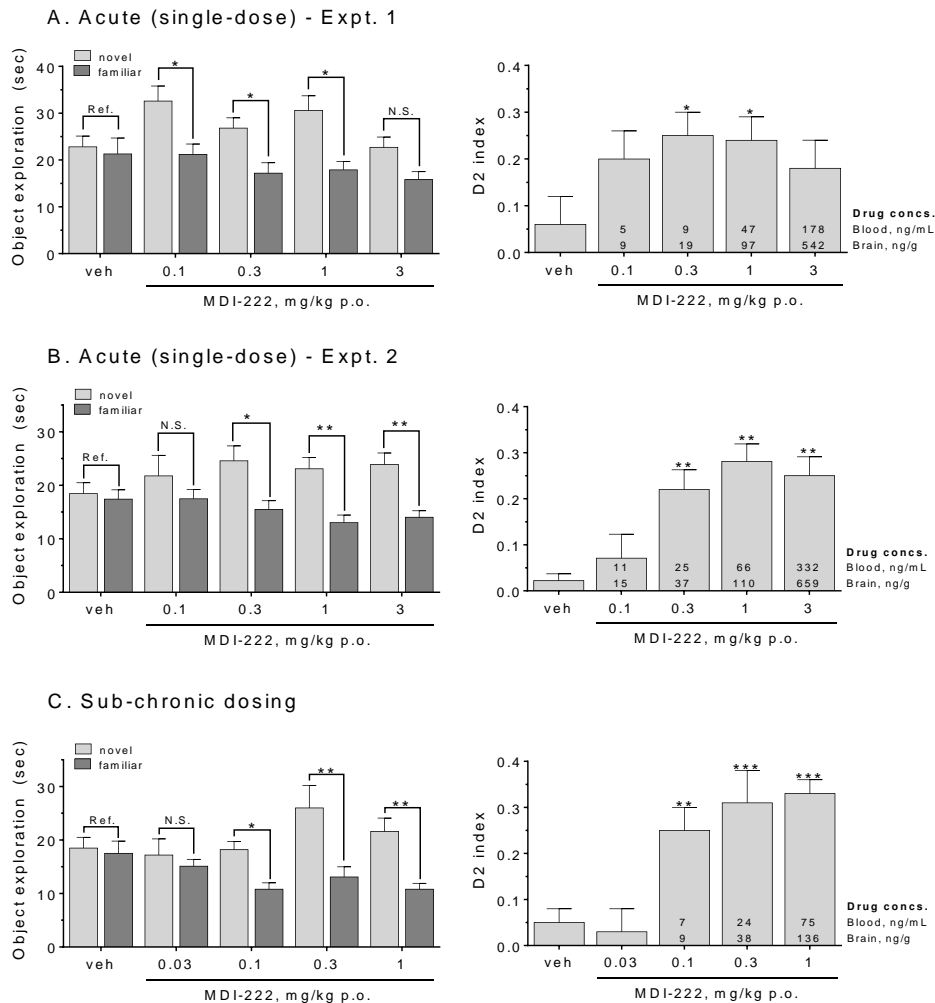 A. Acute (single-dose) - Expt. 1
Object exploration (sec)
novel
familiar
40
30
20
10
0
Ref.
*
*
*
N.S.
veh 0.1 0.3 1 3
MDI-222, mg/kg p.o.
D2 index
0.4
0.3
0.2
0.1
0.0
* *
Drug concs.
5 9 47 178 Blood, ng/mL
9 19 97 542 Brain, ng/g
veh 0.1 0.3 1 3
MDI-222, mg/kg p.o.
B. Acute (single-dose) - Expt. 2
Object exploration (sec)
novel
familiar
30
20
10
0
Ref.
N.S.
*
**
**
veh 0.1 0.3 1 3
MDI-222, mg/kg p.o.
D2 index
0.4
0.3
0.2
0.1
0.0
** ** **
Drug concs.
11 25 66 332 Blood, ng/mL
15 37 110 659 Brain, ng/g
veh 0.1 0.3 1 3
MDI-222, mg/kg p.o.
C. Sub-chronic dosing
Object exploration (sec)
novel
familiar
30
20
10
0
Ref.
N.S.
*
**
**
veh 0.03 0.1 0.3 1
MDI-222, mg/kg p.o.
D2 index
0.4
0.3
0.2
0.1
0.0
** *** ***
Drug concs.
7 24 75 Blood, ng/mL
9 38 136 Brain, ng/g
veh 0.03 0.1 0.3 1
MDI-222, mg/kg p.o.